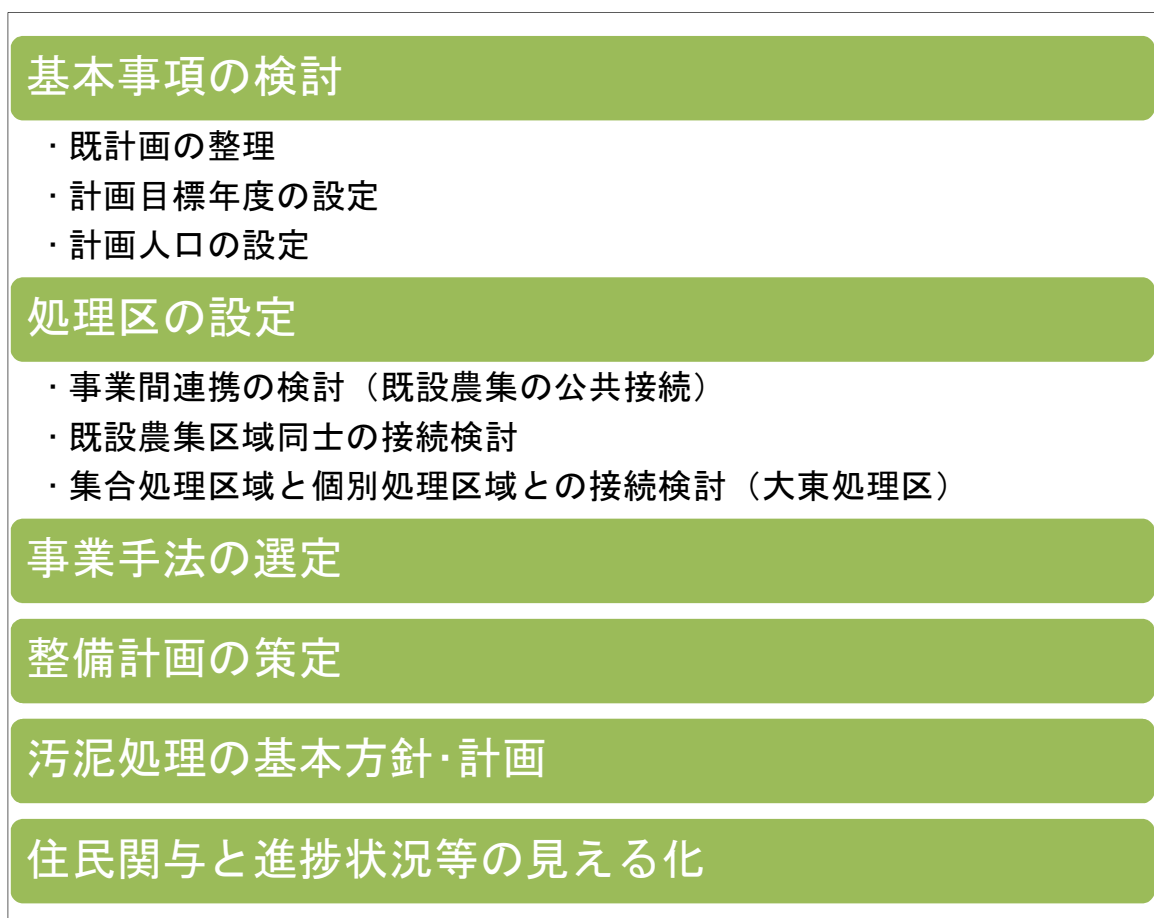 基本事項の検討
・既計画の整理
・計画目標年度の設定
・計画人口の設定
処理区の設定
・事業間連携の検討（既設農集の公共接続）
・既設農集区域同士の接続検討
・集合処理区域と個別処理区域との接続検討（大東処理区）
事業手法の選定
整備計画の策定
汚泥処理の基本方針・計画
住民関与と進捗状況等の見える化